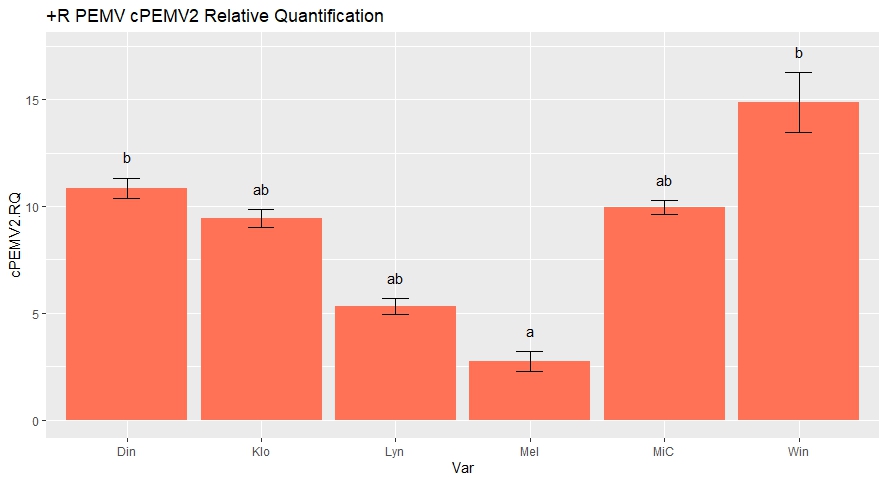 +R PEMV cPEMV2 Relative Quantification
b
15
b
ab
ab
10
cPEMV2.RQ
ab
5
a
0
Din Klo Lyn Mel MiC Win
Var